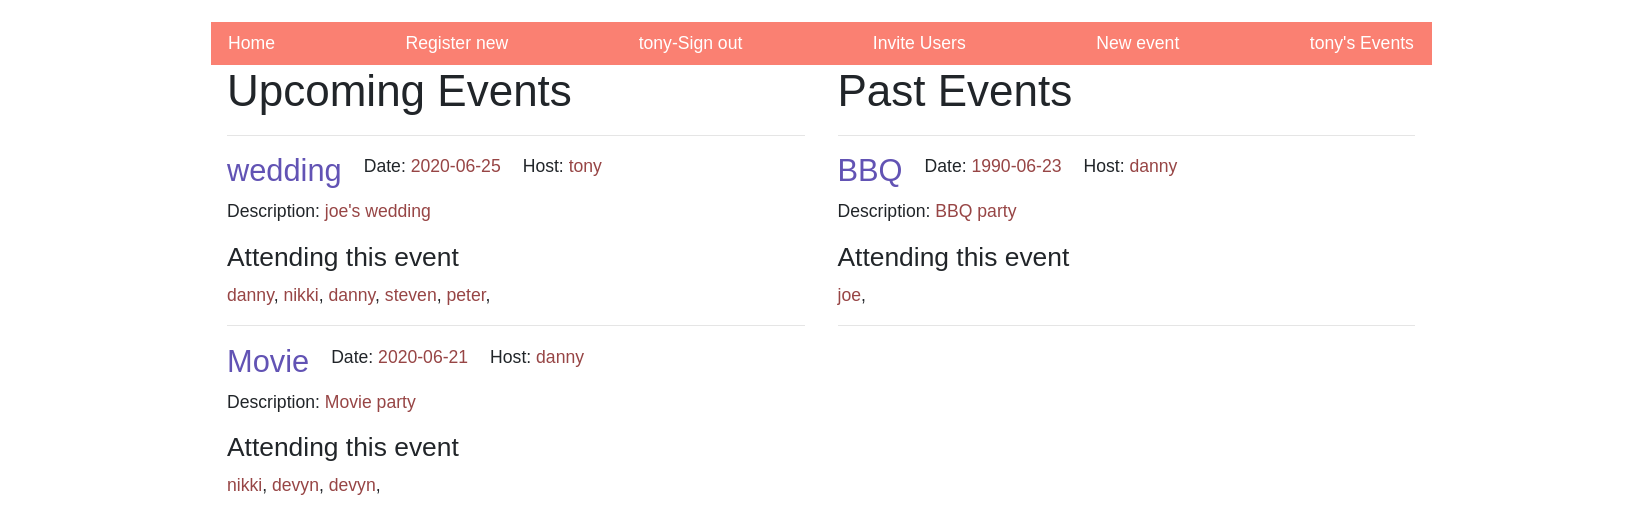 Home Register new tony-Sign out Invite Users New event tony's Events
Upcoming Events
wedding Date: 2020-06-25 Host: tony
Description: joe's wedding
Attending this event
danny, nikki, danny, steven, peter,
Movie Date: 2020-06-21 Host: danny
Description: Movie party
Attending this event
nikki, devyn, devyn,
Past Events
BBQ Date: 1990-06-23 Host: danny
Description: BBQ party
Attending this event
joe,